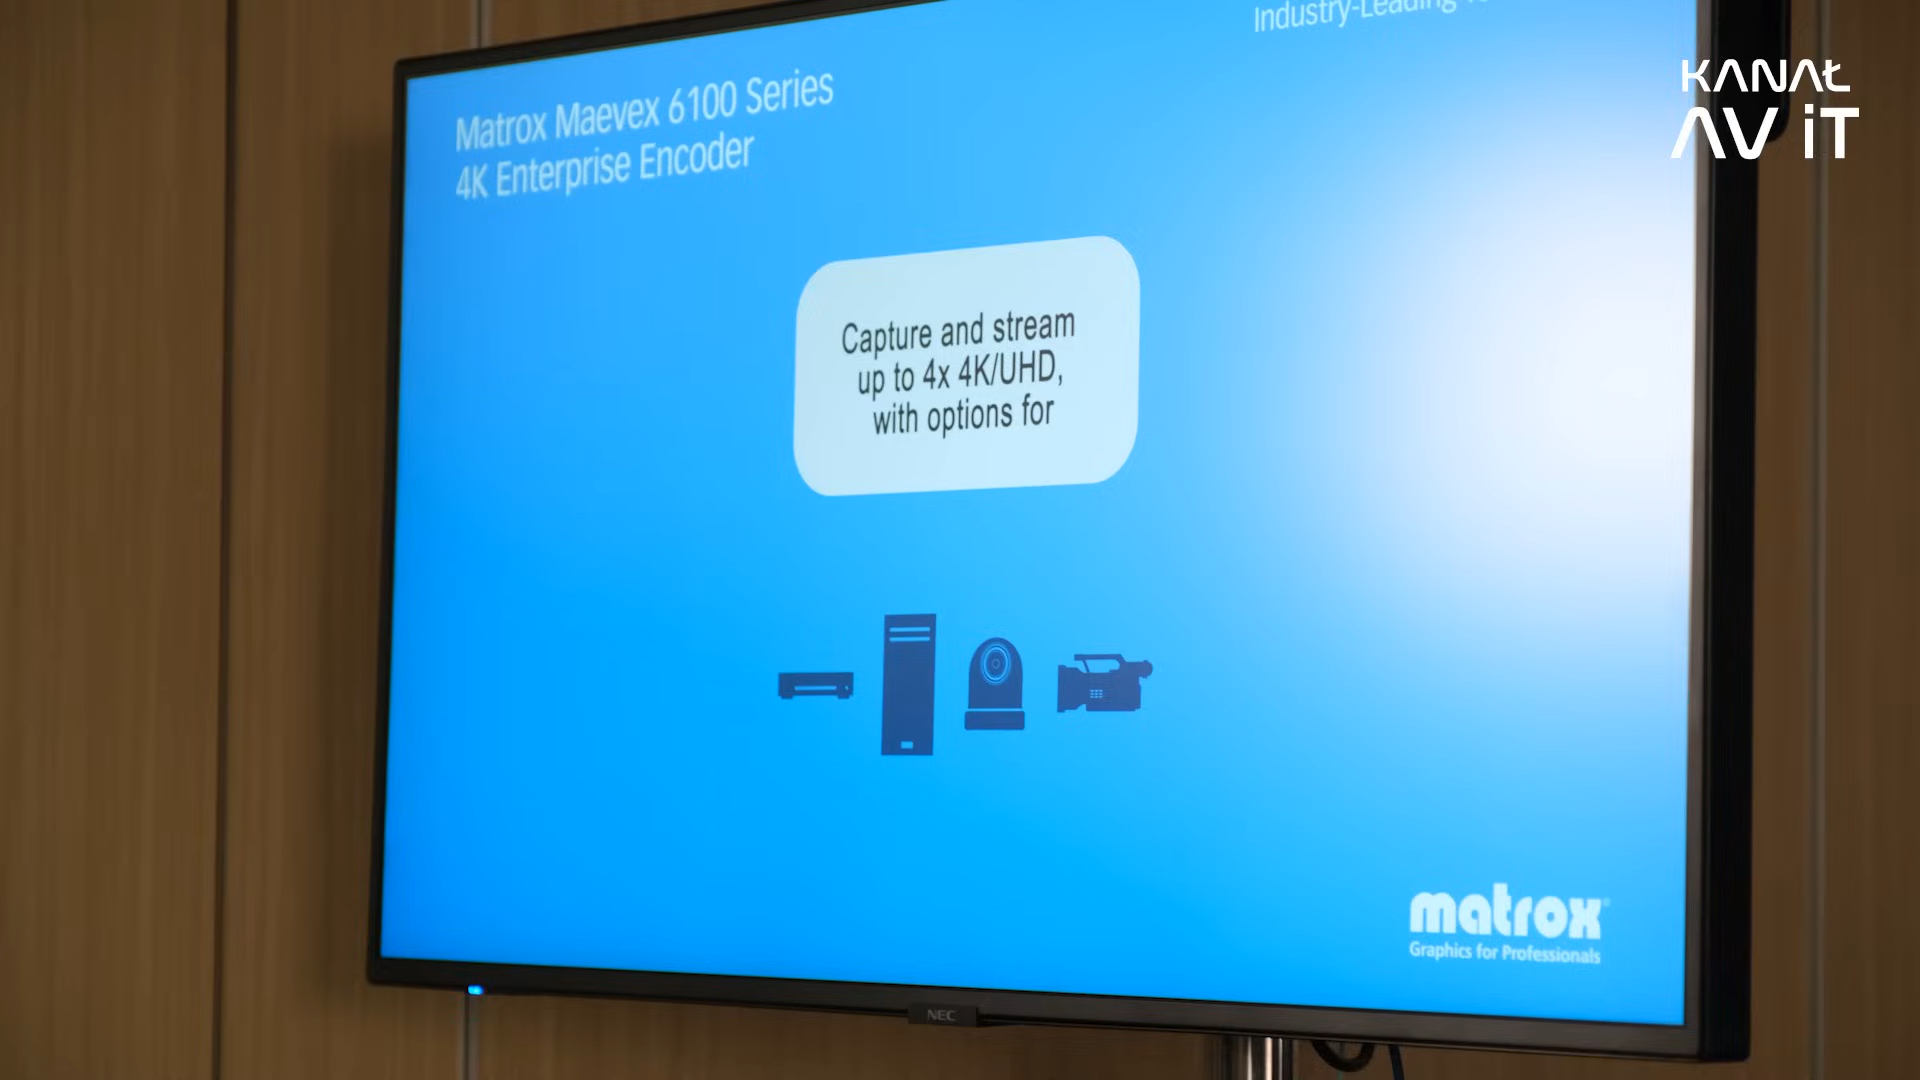 Industry-Leading
KANAŁ
AV iT
Matrox Maevex 6100 Series
4K Enterprise Encoder
Capture and stream
up to 4x 4K/UHD,
with options for
matrox
Graphics for Professionals
NEC